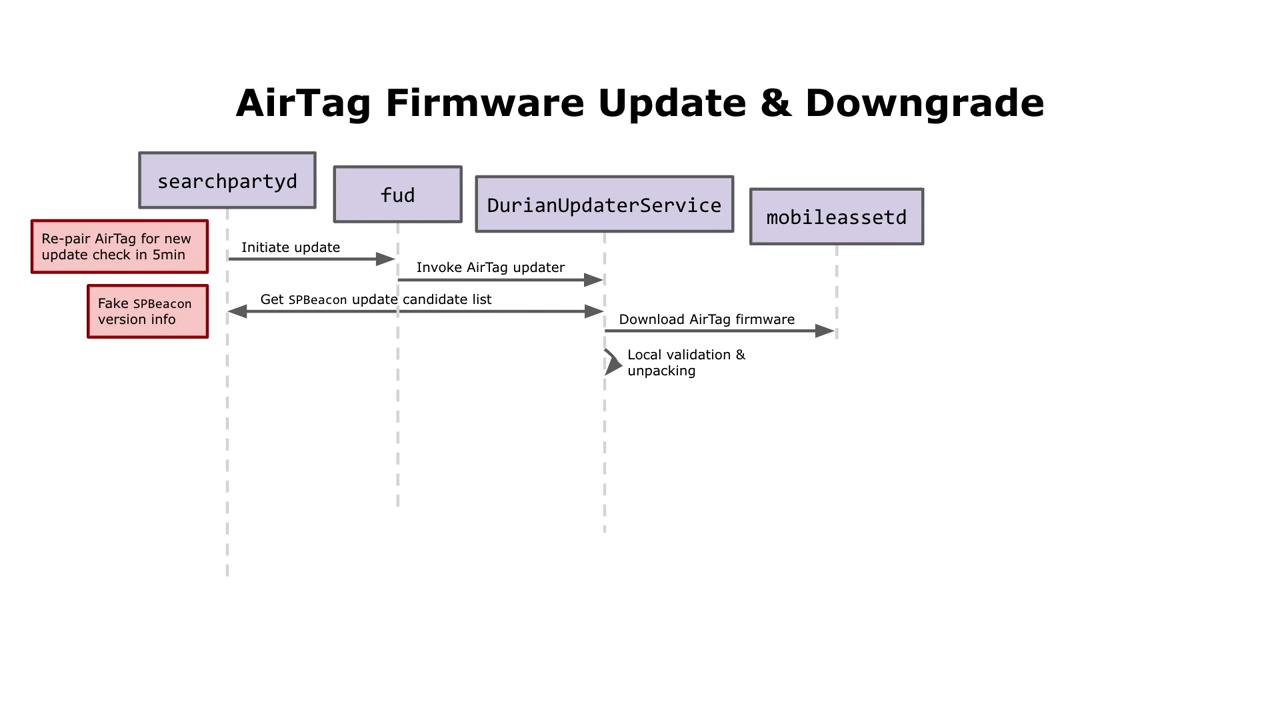 AirTag Firmware Update & Downgrade
searchpartyd
fud
DurianUpdaterService
mobileassetd
Re-pair AirTag for new
update check in 5min
Initiate update
Invoke AirTag updater
Fake SPBeacon
version info
Get SPBeacon update candidate list
Download AirTag firmware
Local validation &
unpacking